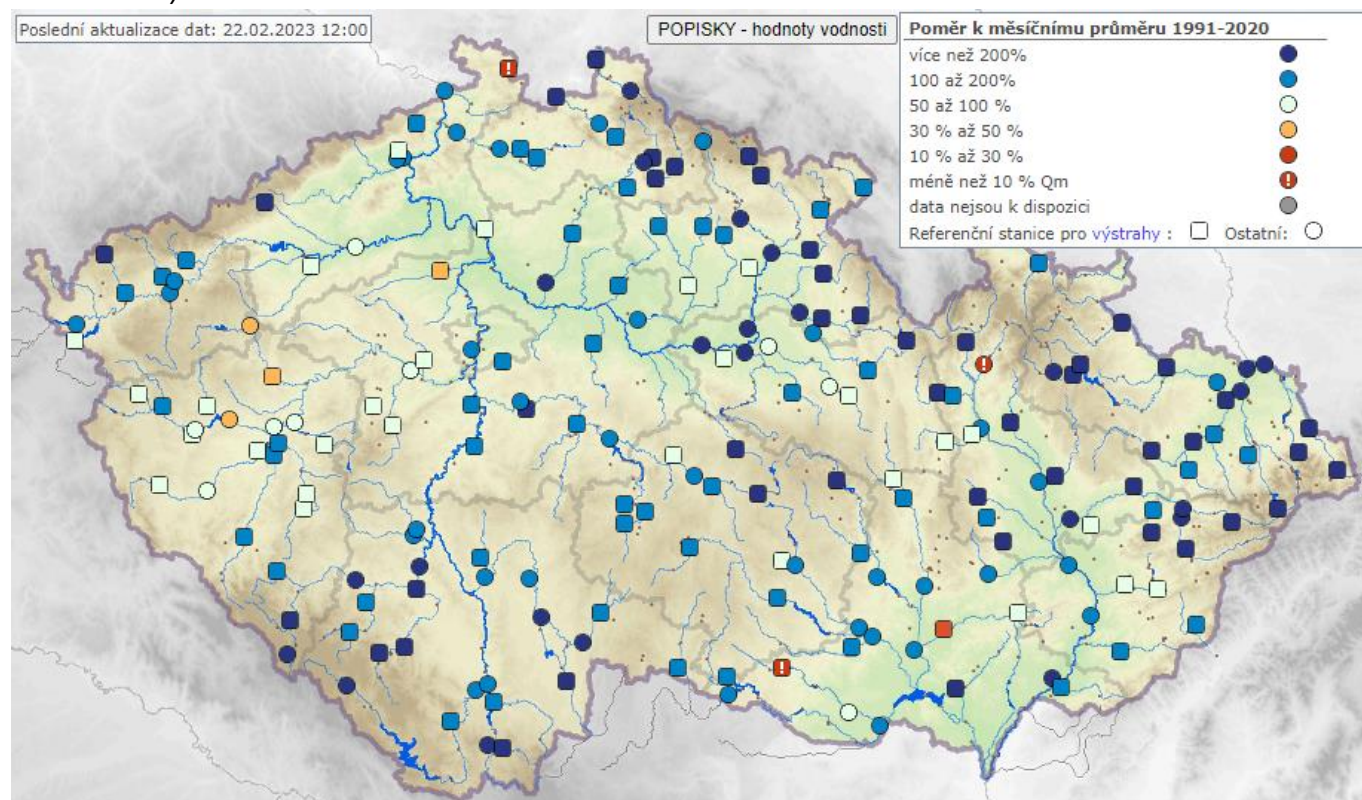 Poslední aktualizace dat: 22.02.2023 12:00
POPISKY - hodnoty vodnosti
Poměr k měsíčnímu průměru 1991-2020
více než 200%
100 až 200%
50 až 100 %
30 % až 50 %
10 % až 30 %
méně než 10 % Qm
data nejsou k dispozici
Referenční stanice pro výstrahy : Ostatní: